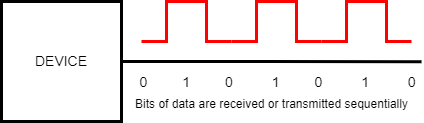 DEVICE
0 1 0 1 0 1 0
Bits of data are received or transmitted sequentially